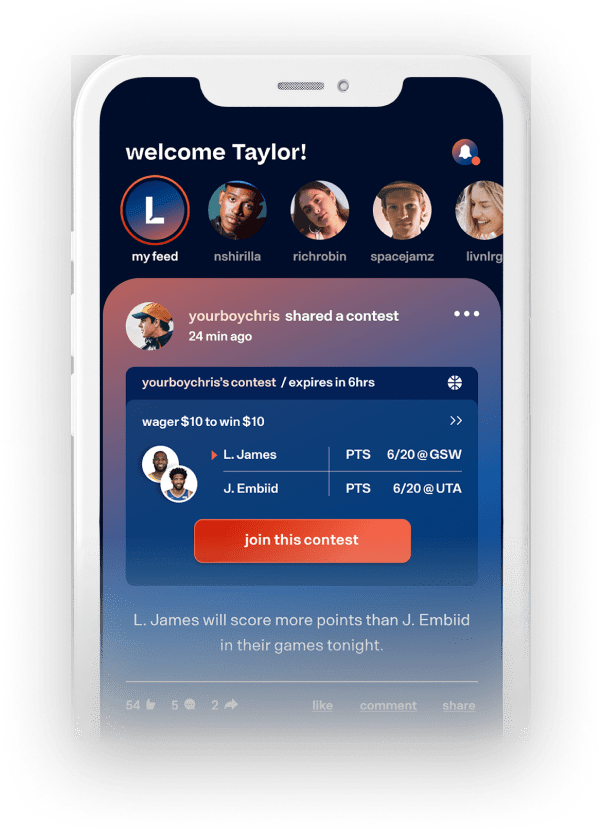 welcome Taylor!
L
my feed nshirilla richrobin spacejamz livnlrg
yourboychris shared a contest
24 min ago
yourboychris's contest / expires in 6hrs
wager $10 to win $10
L. James PTS 6/20 @ GSW
J. Embiid PTS 6/20 @ UTA
join this contest
L. James will score more points than J. Embiid
in their games tonight.
54 5 2 like comment share